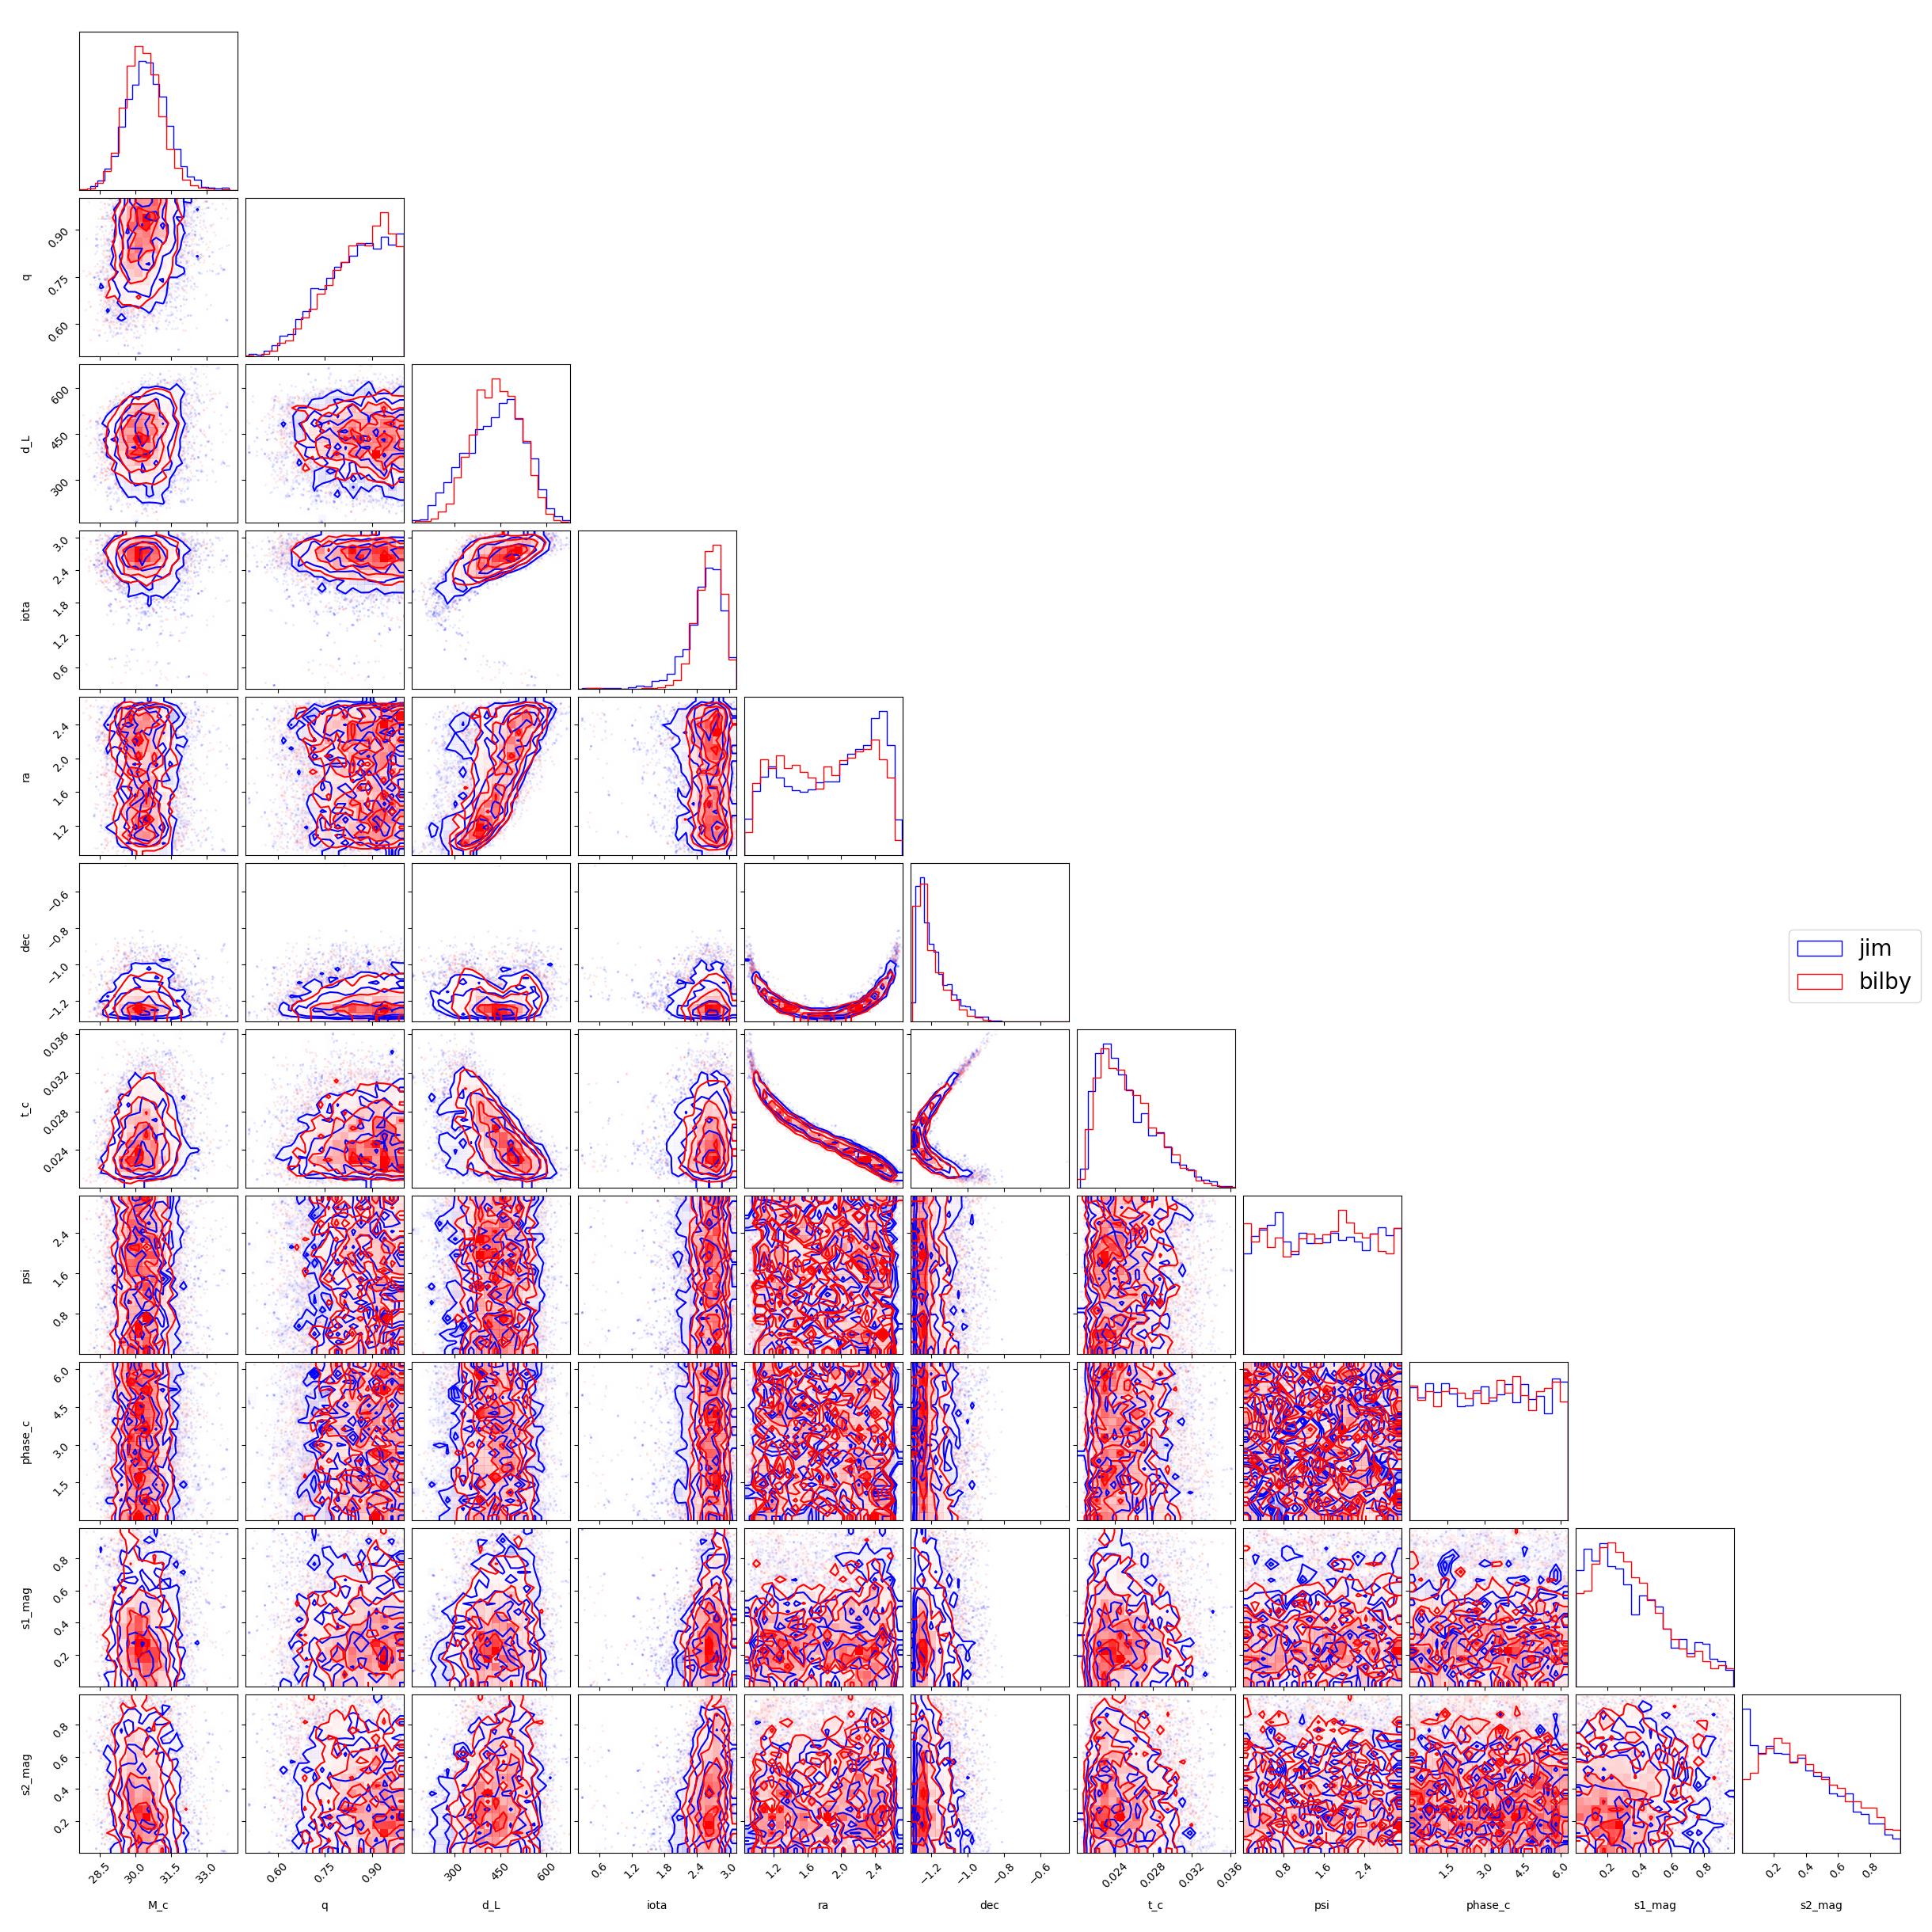 0.90
0.75
0.60
q
600
450
300
d_L
3.0
2.4
1.8
1.2
0.6
iota
2.4
2.0
1.6
1.2
ra
−0.6
−0.8
−1.0
−1.2
dec
jim
bilby
0.036
0.032
0.028
0.024
t_c
2.4
1.6
0.8
psi
6.0
4.5
3.0
1.5
phase_c
0.8
0.6
0.4
0.2
s1_mag
0.8
0.6
0.4
0.2
s2_mag
28.5 30.0 31.5 33.0 0.60 0.75 0.90 300 450 600 0.6 1.2 1.8 2.4 3.0 1.2 1.6 2.0 2.4 −1.2 −1.0 −0.8 −0.6 0.024 0.028 0.032 0.036 0.8 1.6 2.4 1.5 3.0 4.5 6.0 0.2 0.4 0.6 0.8 0.2 0.4 0.6 0.8
M_c q d_L iota ra dec t_c psi phase_c s1_mag s2_mag